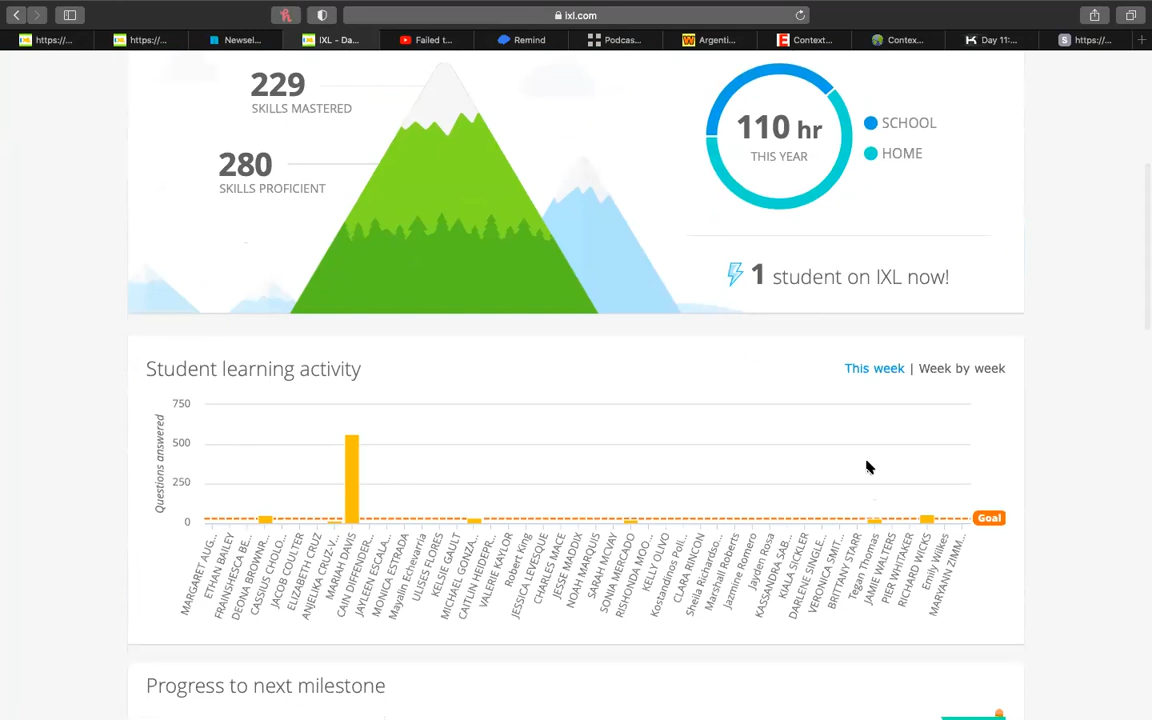 ixl.com
https://...
https://...
Newsel...
IXL - Da...
Failed t...
Remind
Podcas...
Argenti...
Context...
Contex...
Day 11:...
https://...
229
SKILLS MASTERED
280
SKILLS PROFICIENT
110 hr
THIS YEAR
SCHOOL
HOME
1 student on IXL now!
Student learning activity
This week | Week by week
Questions answered
750
500
250
0
Goal
MARGARET AUG...
ETHAN BAILEY
FRAINSHESCA BE...
DEONA BROWNR...
CASSIUS CHOLO...
JACOB COULTER
ELIZABETH CRUZ
ANJELIKA CRUZ-V...
MARIAH DAVIS
CAIN DIFFENDER...
JAYLEEN ESCALA...
MONICA ESTRADA
Mayalin Echevarria
ULISES FLORES
KELSIE GAULT
MICHAEL GONZA...
CAITLIN HEIDEPR...
VALERIE KAYLOR
Robert King
JESSICA LEVESQUE
CHARLES MACE
JESSE MADDIX
NOAH MARQUIS
SARAH MCVAY
SONIA MERCADO
RISHONDA MOO...
KELLY OLIVO
Kostandinos Poli...
CLARA RINCON
Sheila Richardso...
Marshall Roberts
Jazmine Romero
Jayden Rosa
KASSANDRA SAB...
KIALA SICKLER
DARLENE SINGLE...
VERONICA SMIT...
BRITTANY STARR
Tegan Thomas
JAMIE WALTERS
PIER WHITAKER
RICHARD WICKS
Emily Wilkes
MARYANN ZIMM...
Progress to next milestone